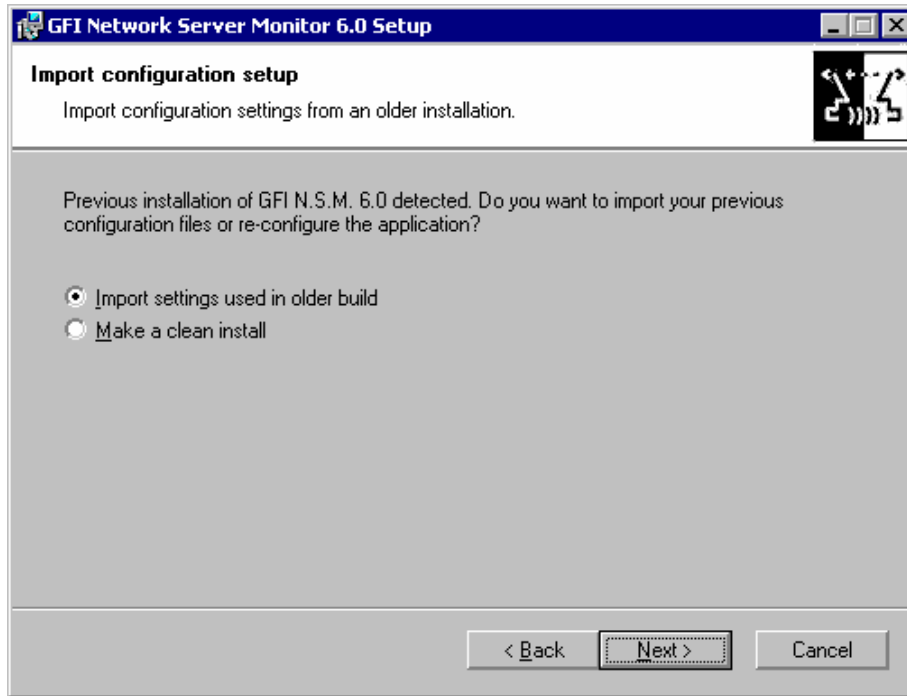 GFI Network Server Monitor 6.0 Setup
Import configuration setup
Import configuration settings from an older installation.
Previous installation of GFI N.S.M. 6.0 detected. Do you want to import your previous
configuration files or re-configure the application?
Import settings used in older build
Make a clean install
< Back
Next >
Cancel